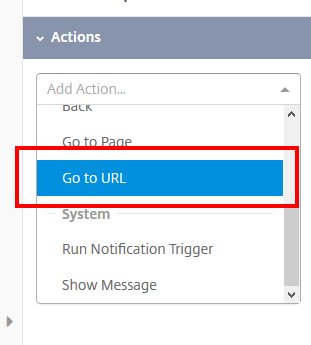 Actions
Add Action...
Back
Go to Page
Go to URL
System
Run Notification Trigger
Show Message